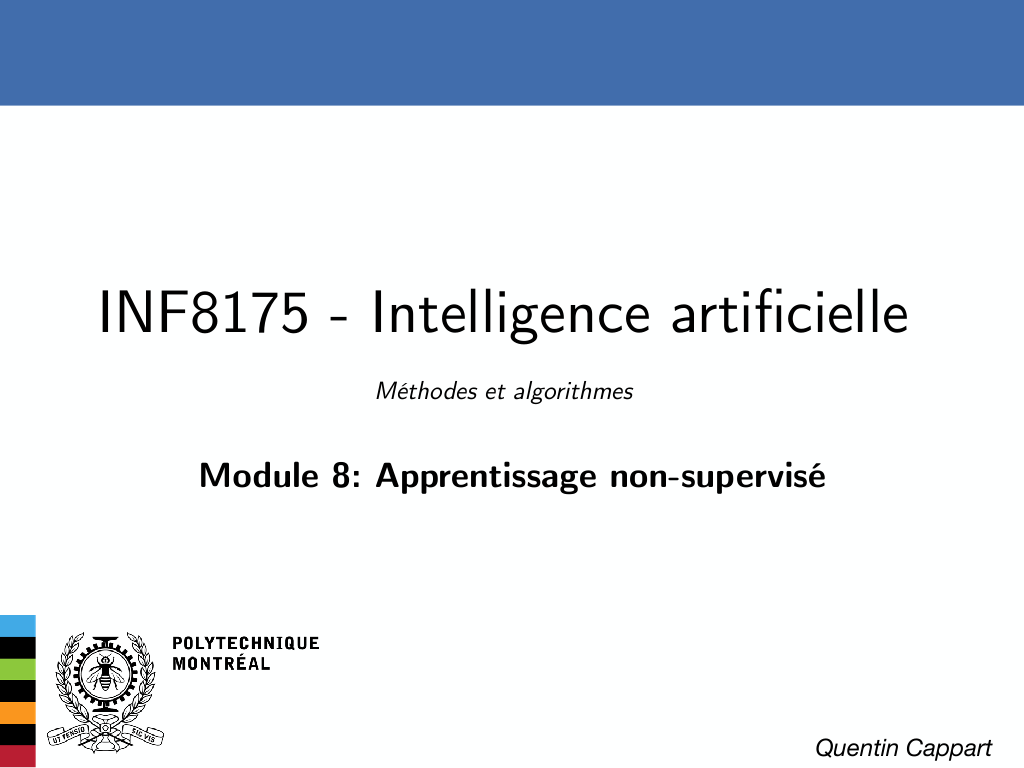 INF8175 - Intelligence artificielle
Méthodes et algorithmes
Module 8: Apprentissage non-supervisé
POLYTECHNIQUE
MONTRÉAL
UT TENSIO SIC VIS
Quentin Cappart